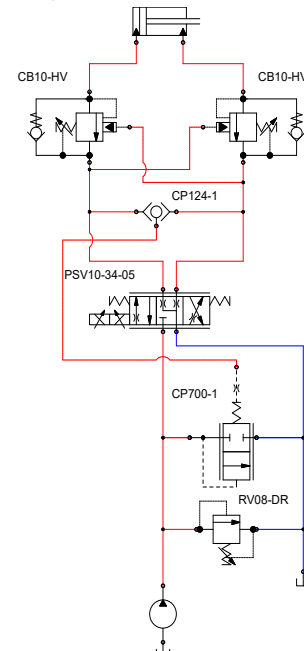 CB10-HV CB10-HV
CP124-1
PSV10-34-05
CP700-1
RV08-DR